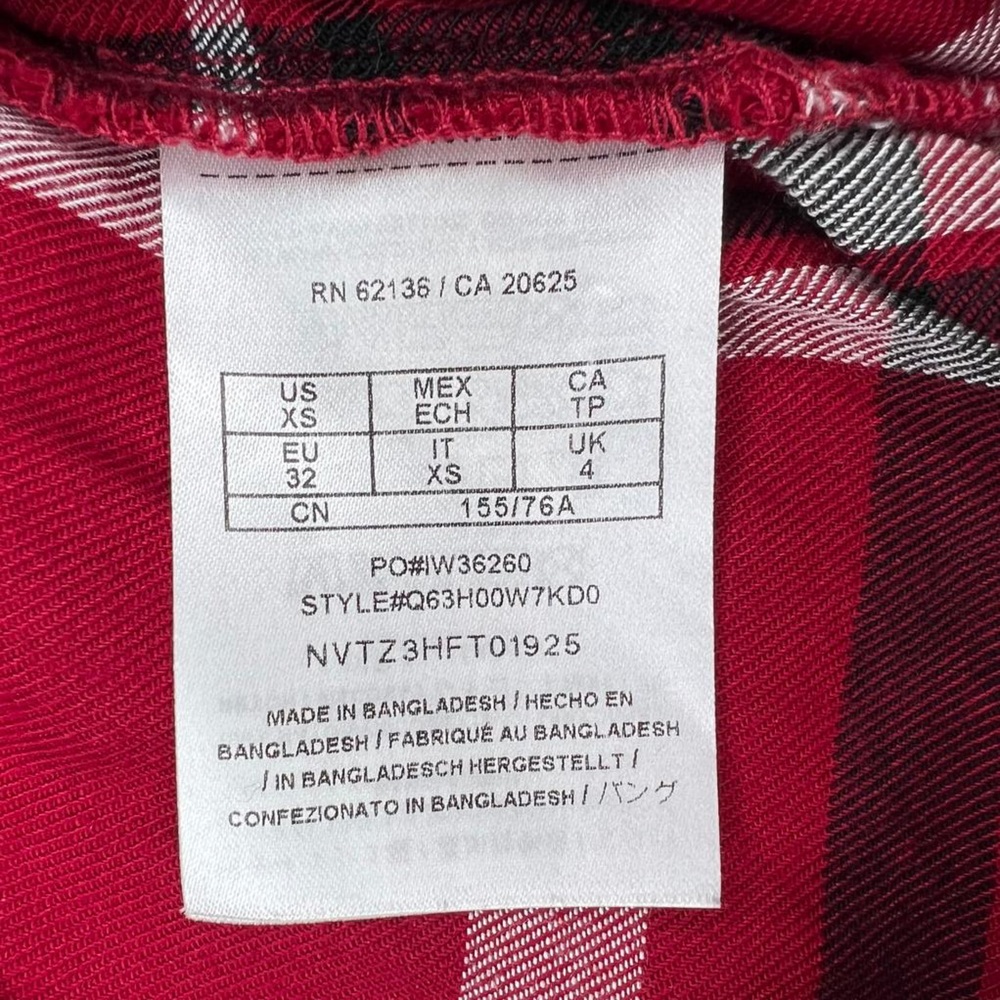 RN 62136 / CA 20625
US MEX CA
XS ECH TP
EU IT UK
32 XS 4
CN 155/76A
PO#IW36260
STYLE#Q63H00W7KD0
NVTZ3HFT01925
MADE IN BANGLADESH / HECHO EN
BANGLADESH / FABRIQUÉ AU BANGLADESH
/ IN BANGLADESCH HERGESTELLT /
CONFEZIONATO IN BANGLADESH / バング